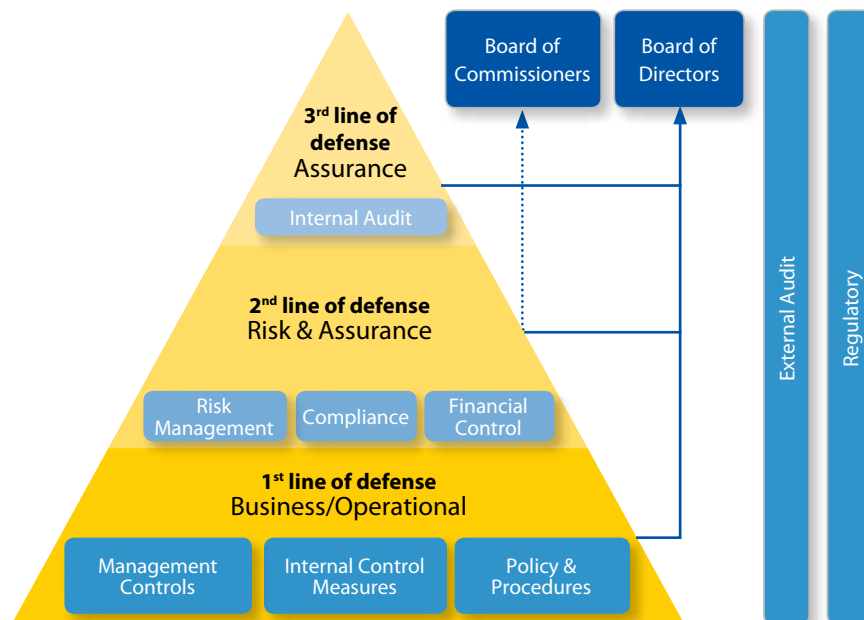 3rd line of
defense
Assurance
Internal Audit
2nd line of defense
Risk & Assurance
Risk
Management
Compliance
Financial
Control
1st line of defense
Business/Operational
Management
Controls
Internal Control
Measures
Policy &
Procedures
Board of
Commissioners
Board of
Directors
External Audit
Regulatory